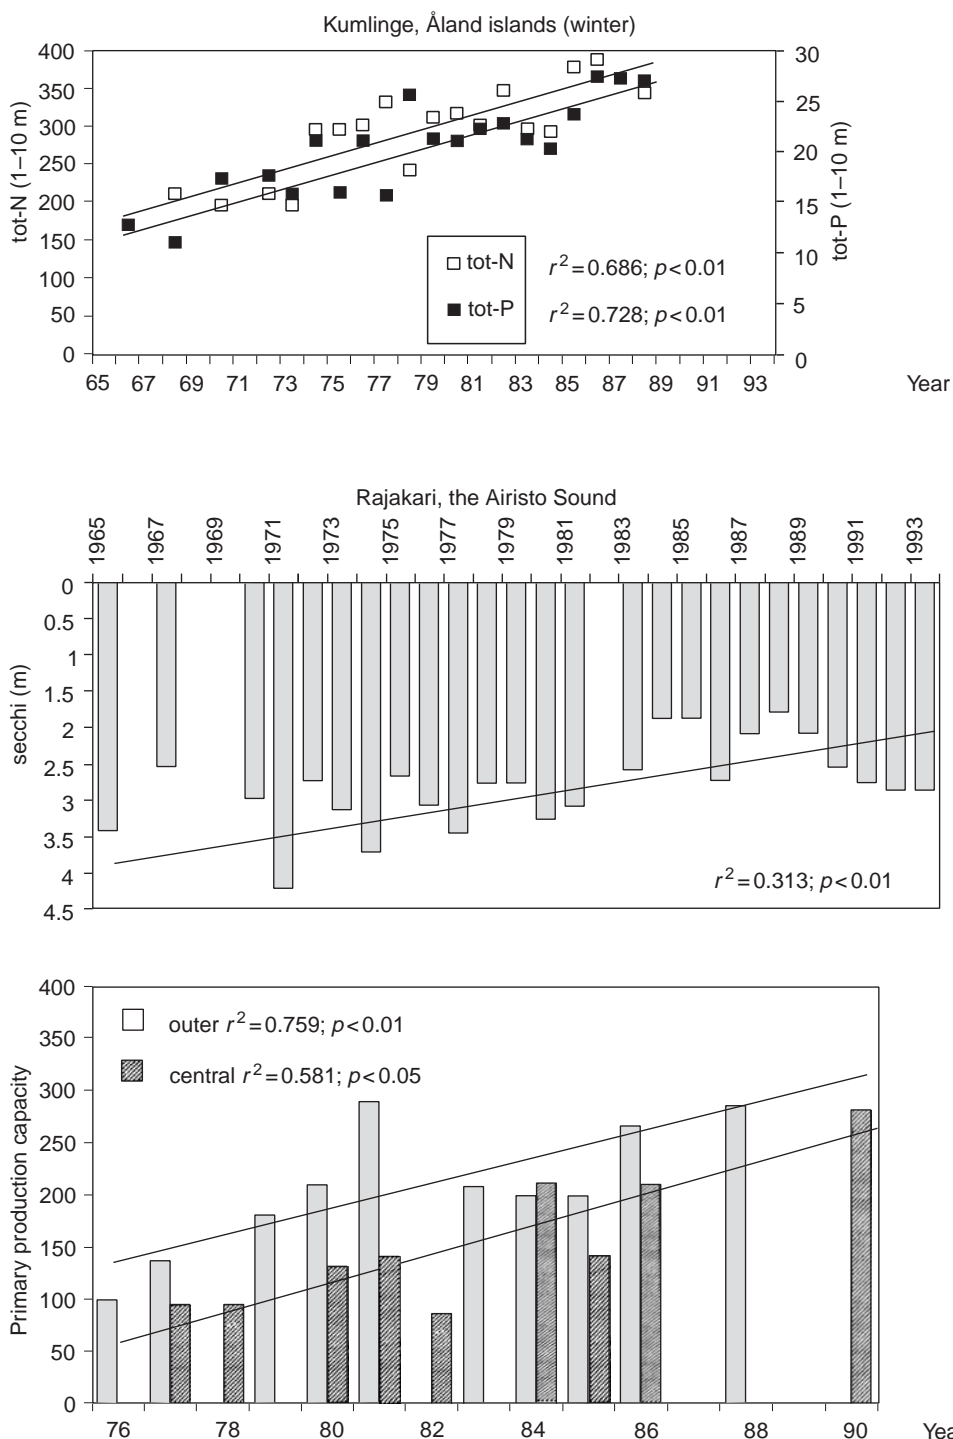 Kumlinge, Åland islands (winter)
400
350
300
250
200
150
100
50
0
tot-N (1–10 m)
30
25
20
15
10
5
0
tot-P (1–10 m)
tot-N r²=0.686; p<0.01
tot-P r²=0.728; p<0.01
65 67 69 71 73 75 77 79 81 83 85 89 91 93 Year
Rajakari, the Airisto Sound
1965 1967 1969 1971 1973 1975 1977 1979 1981 1983 1985 1987 1989 1991 1993
0
0.5
1
1.5
2
2.5
3
3.5
4
4.5
secchi (m)
r²=0.313; p<0.01
400
350
300
250
200
150
100
50
0
Primary production capacity
outer r²=0.759; p<0.01
central r²=0.581; p<0.05
76 78 80 82 84 86 88 90 Yea